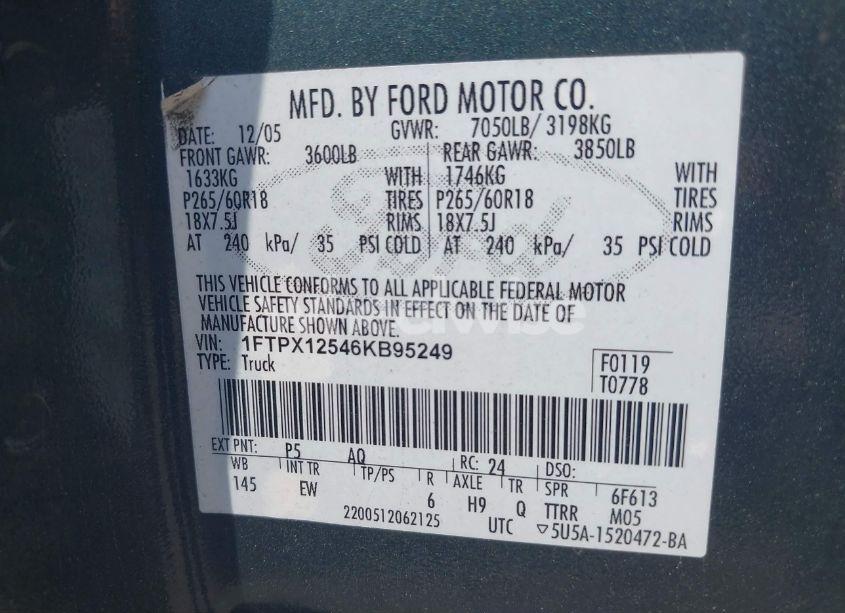 MFD. BY FORD MOTOR CO.
DATE: 12/05 GVWR: 7050LB/ 3198KG
FRONT GAWR: 3600LB REAR GAWR: 3850LB
1633KG WITH 1746KG WITH
P265/60R18 TIRES P265/60R18 TIRES
18X7.5J RIMS 18X7.5J RIMS
AT 240 kPa/ 35 PSI COLD AT 240 kPa/ 35 PSI COLD
THIS VEHICLE CONFORMS TO ALL APPLICABLE FEDERAL MOTOR
VEHICLE SAFETY STANDARDS IN EFFECT ON THE DATE OF
MANUFACTURE SHOWN ABOVE.
VIN: 1FTPX12546KB95249
TYPE: Truck
F0119
T0778
EXT PNT: P5 AQ RC: 24 DSO:
WB INT TR TP/PS R AXLE TR SPR 6F613
145 EW 6 H9 Q TTRR M05
2200512062125 UTC ▽5U5A-1520472-BA